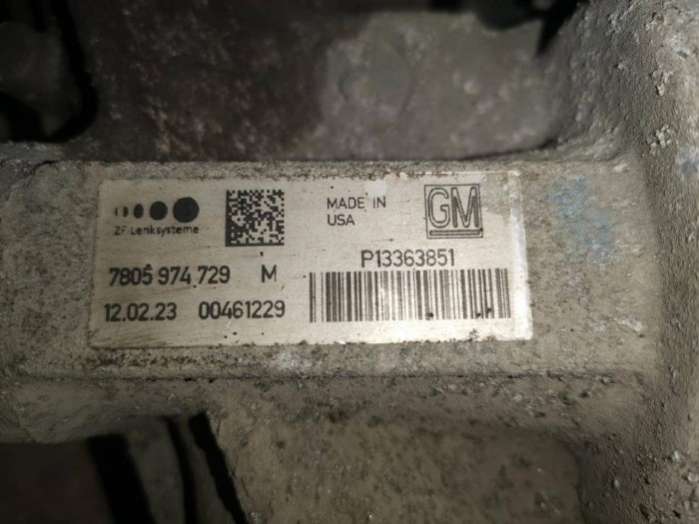 ZF Lenksysteme
MADE IN
USA
GM
7805 974 729 M
P13363851
12.02.23 00461229